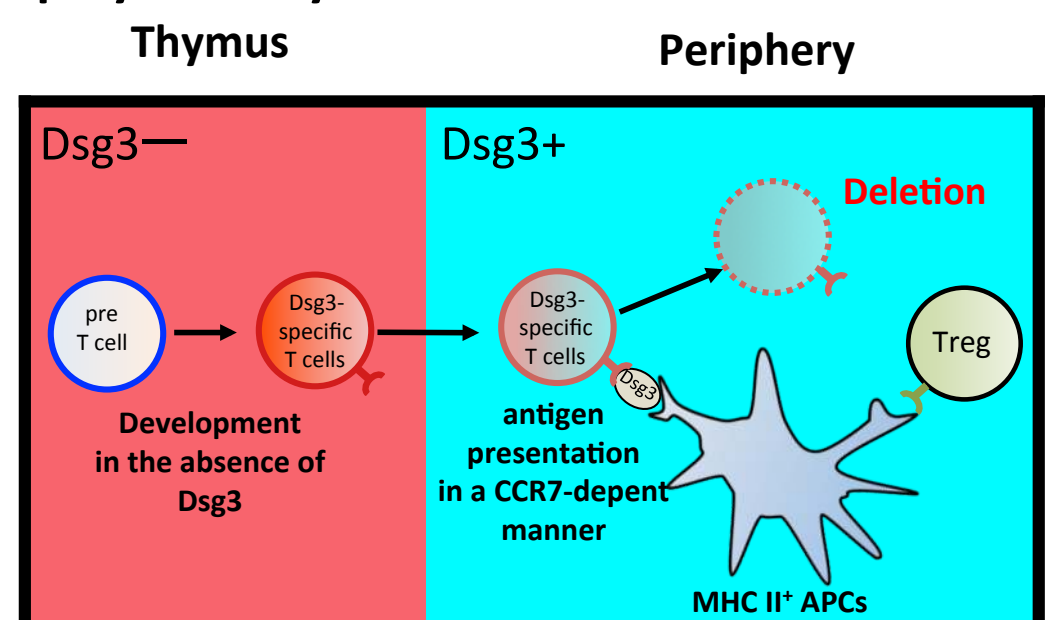 Thymus
Periphery
Dsg3—
Dsg3+
Deletion
pre
T cell
Dsg3-
specific
T cells
Dsg3-
specific
T cells
Dsg3
Treg
Development
in the absence of
Dsg3
antigen
presentation
in a CCR7-depent
manner
MHC II⁺ APCs